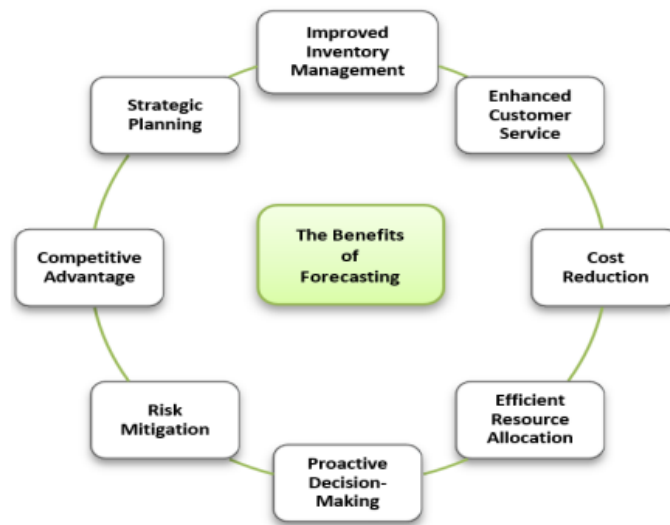 Improved
Inventory
Management
Enhanced
Customer
Service
Cost
Reduction
Efficient
Resource
Allocation
Proactive
Decision-
Making
Risk
Mitigation
Competitive
Advantage
Strategic
Planning
The Benefits
of
Forecasting